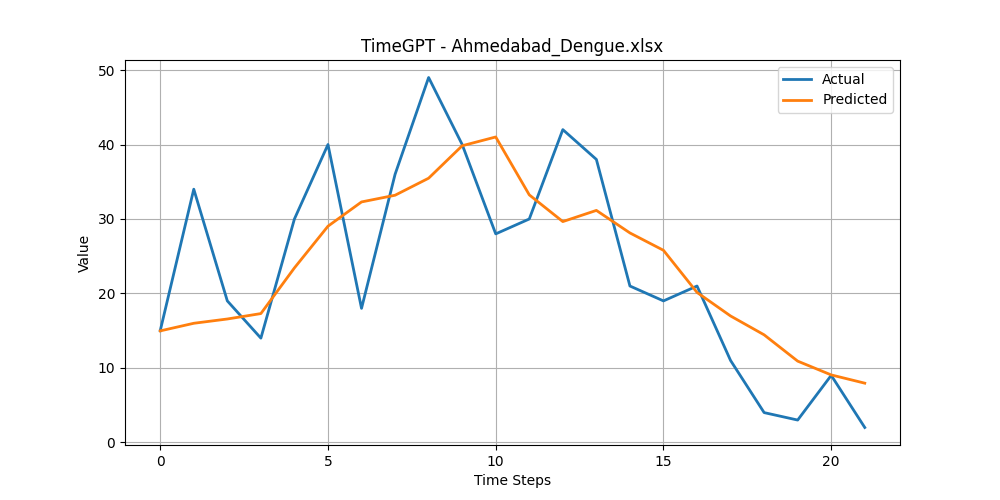 TimeGPT - Ahmedabad_Dengue.xlsx
Actual
Predicted
50
40
30
20
10
0
Value
0 5 10 15 20
Time Steps